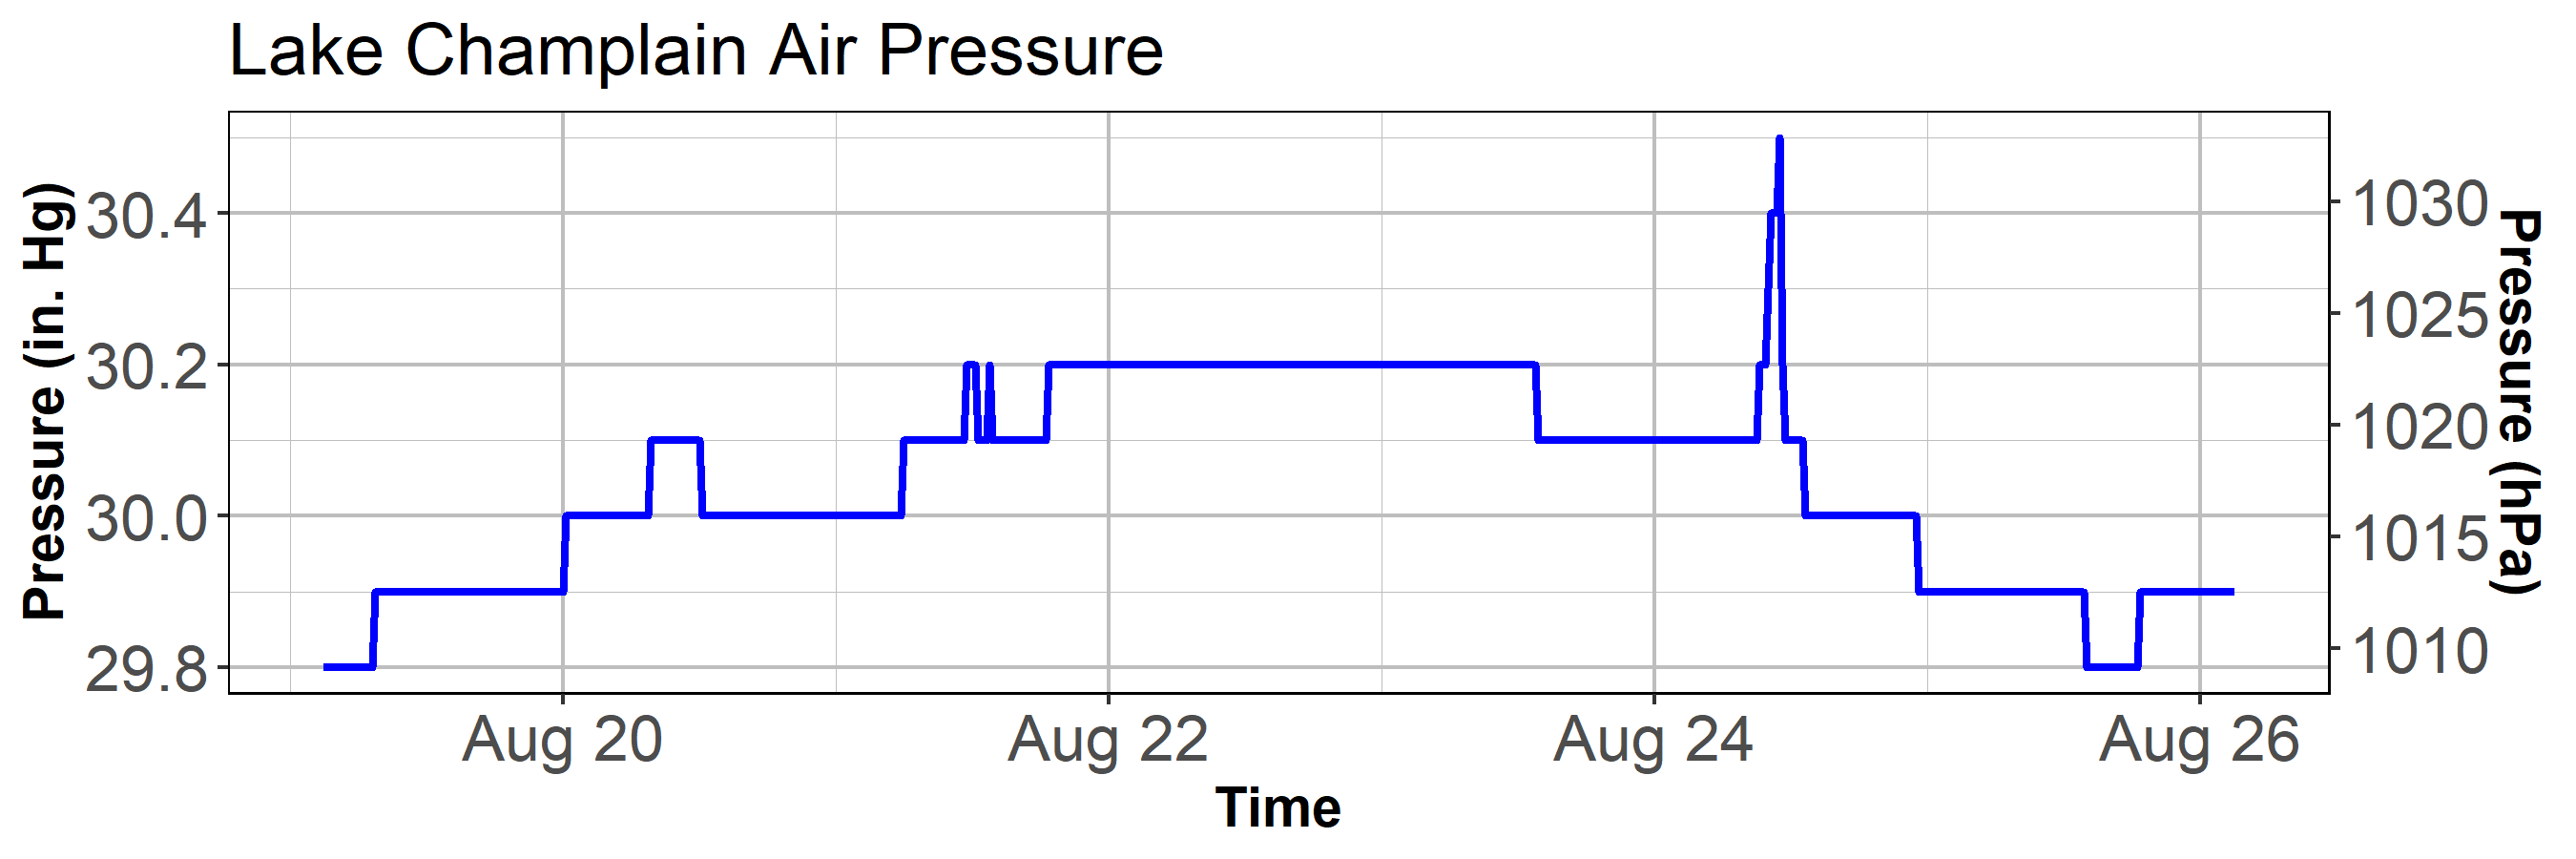 Lake Champlain Air Pressure
Pressure (in. Hg)
30.4
30.2
30.0
29.8
1030
1025
1020
1015
1010
Pressure (hPa)
Aug 20
Aug 22
Aug 24
Aug 26
Time